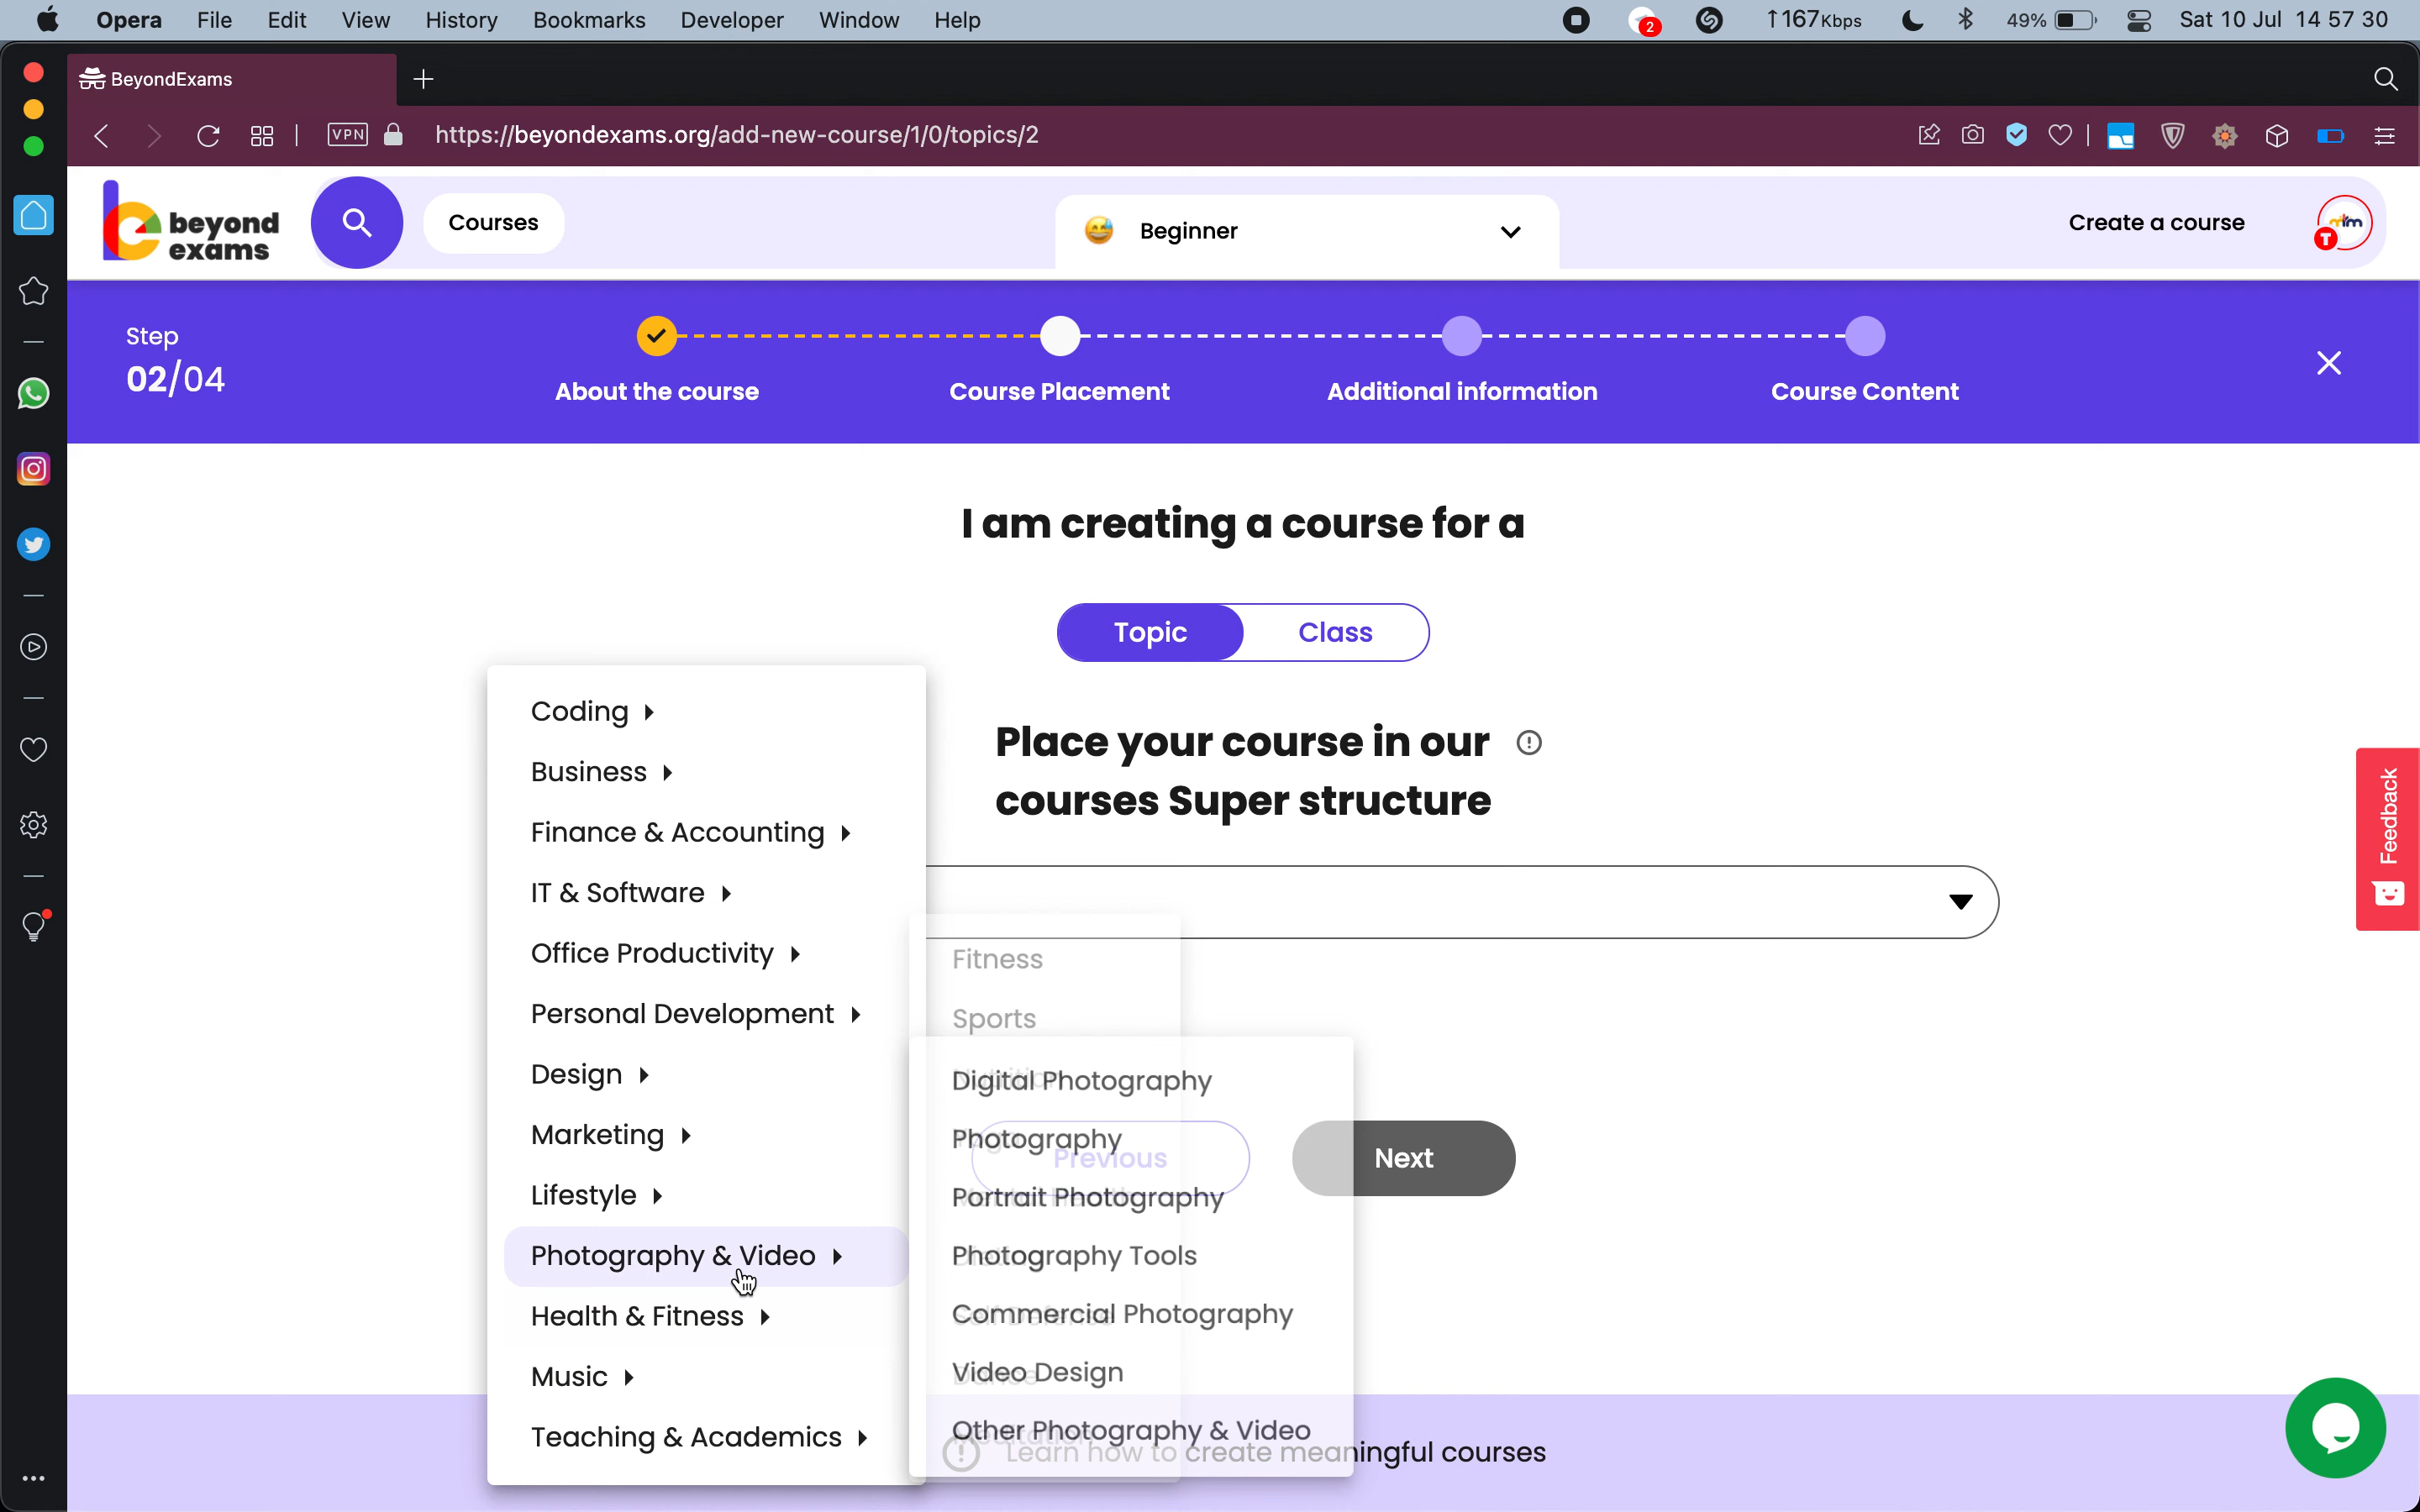 Opera File Edit View History Bookmarks Developer Window Help
2 ↑167Kbps 49% Sat 10 Jul 14 57 30
BeyondExams
VPN https://beyondexams.org/add-new-course/1/0/topics/2
beyond
exams
Courses
Beginner
Create a course
T
Step
02/04
About the course
Course Placement
Additional information
Course Content
I am creating a course for a
Topic Class
Place your course in our
courses Super structure
Coding
Business
Finance & Accounting
IT & Software
Office Productivity
Personal Development
Design
Marketing
Lifestyle
Photography & Video
Health & Fitness
Music
Teaching & Academics
Fitness
Sports
Digital Photography
Photography
Portrait Photography
Photography Tools
Commercial Photography
Video Design
Other Photography & Video
Previous
Next
Learn how to create meaningful courses
Feedback